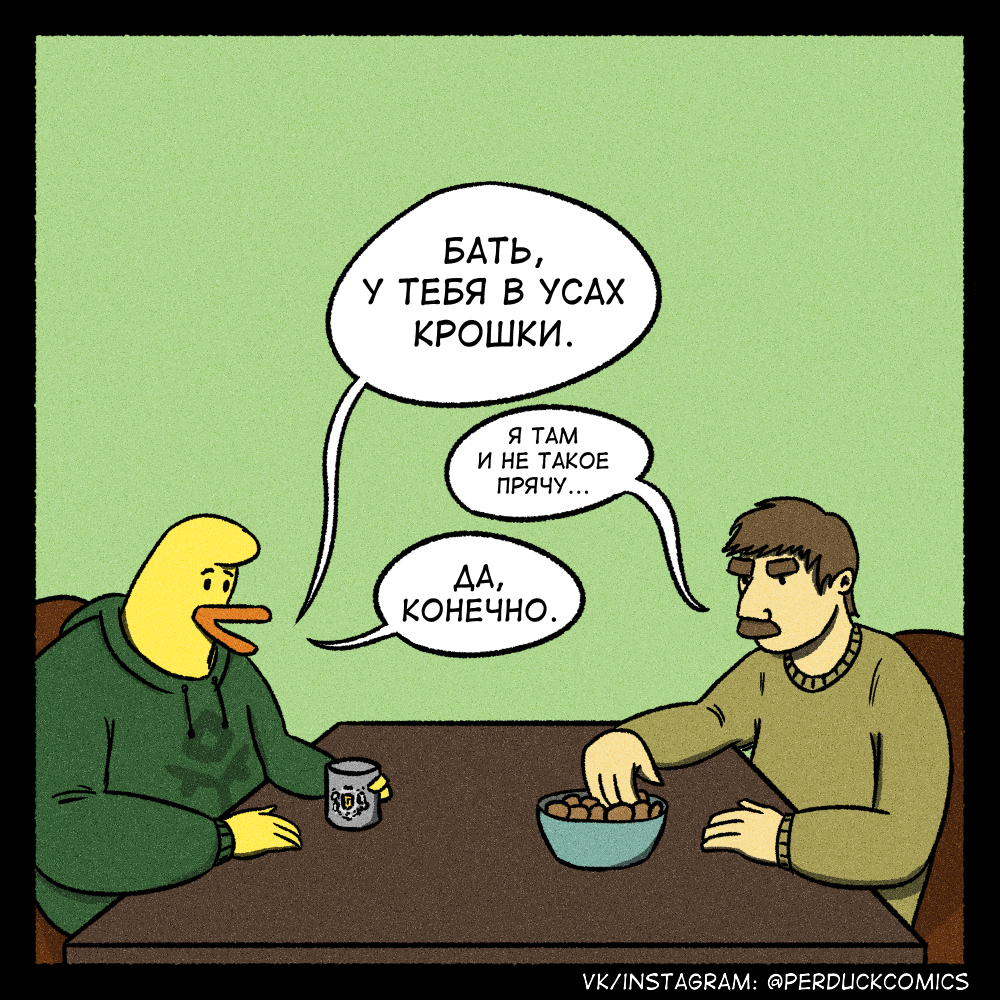 БАТЬ,
У ТЕБЯ В УСАХ
КРОШКИ.
Я ТАМ
И НЕ ТАКОЕ
ПРЯЧУ...
ДА,
КОНЕЧНО.
VK/INSTAGRAM: @PERDUCKCOMICS